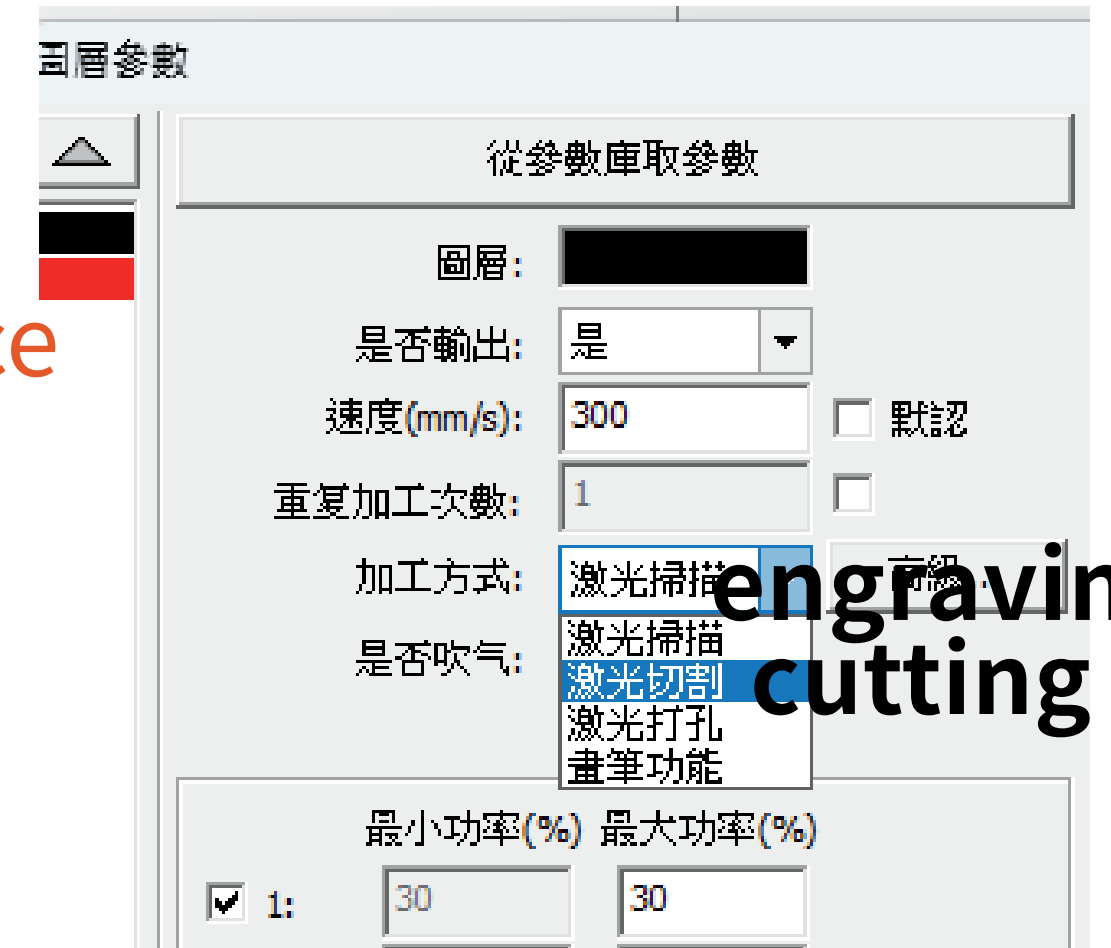 圖層參數
從參數庫取參數
圖層:
ce
是否輸出: 是
速度(mm/s): 300 默認
重复加工次數: 1
加工方式: 激光掃描 高級
engravin
激光掃描
是否吹气:
激光切割
cutting
激光打孔
畫筆功能
最小功率(%) 最大功率(%)
1: 30 30